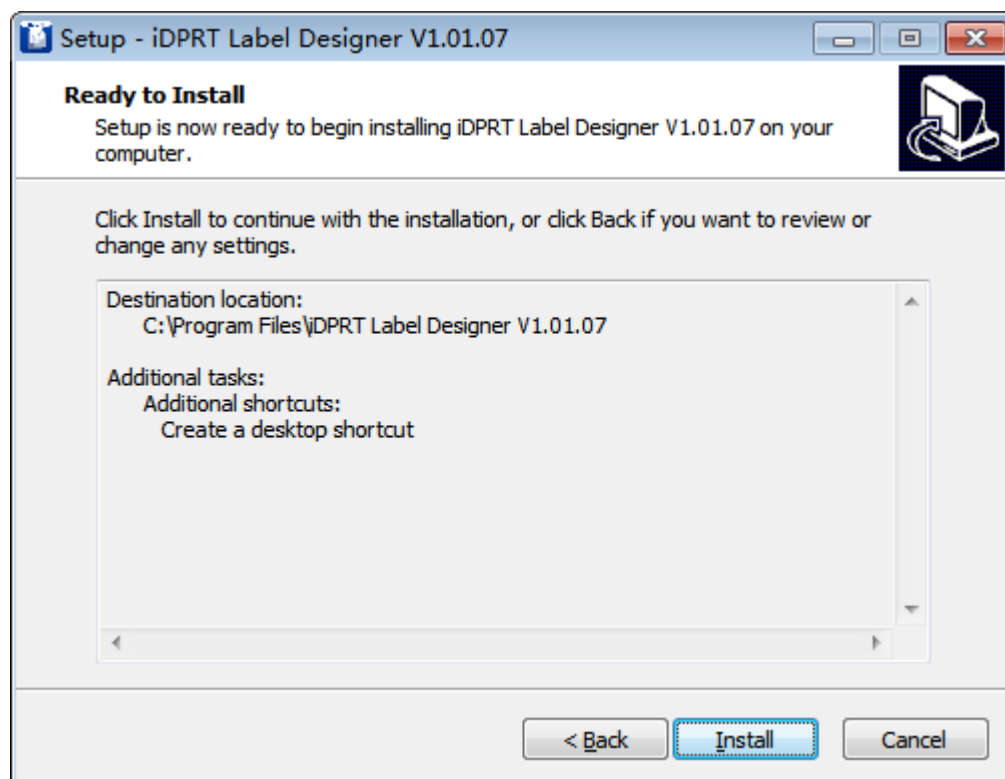 Setup - iDPRT Label Designer V1.01.07
Ready to Install
Setup is now ready to begin installing iDPRT Label Designer V1.01.07 on your
computer.
Click Install to continue with the installation, or click Back if you want to review or
change any settings.
Destination location:
C:\Program Files\iDPRT Label Designer V1.01.07
Additional tasks:
Additional shortcuts:
Create a desktop shortcut
< Back
Install
Cancel